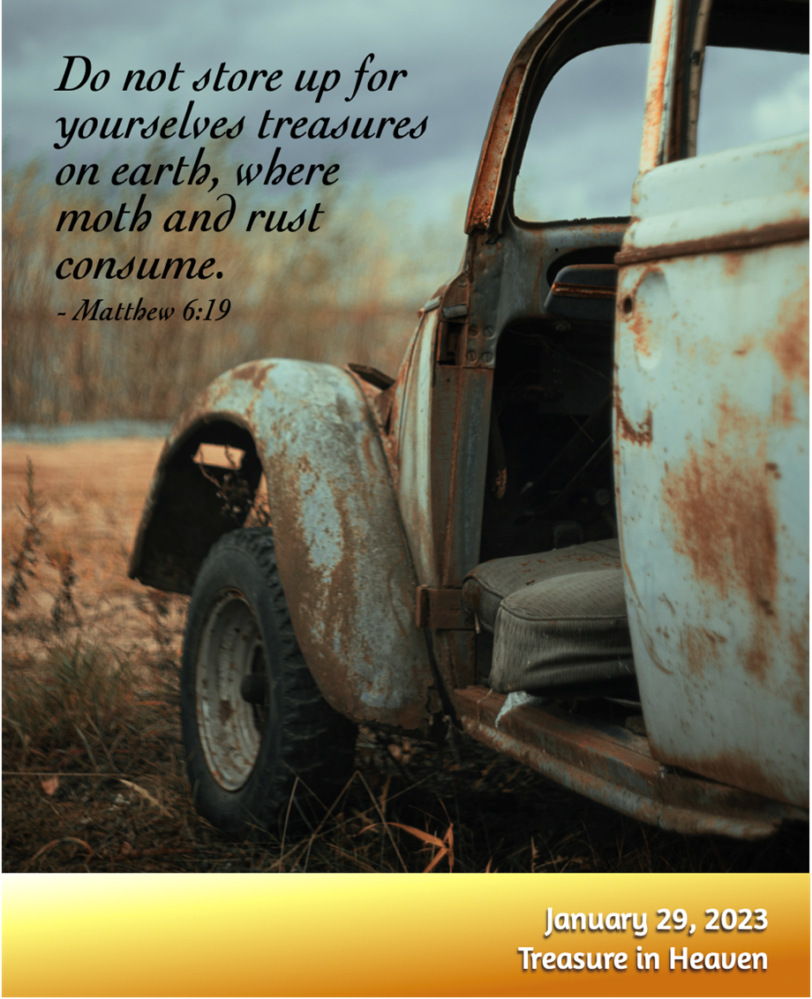 Do not store up for
yourselves treasures
on earth, where
moth and rust
consume.
- Matthew 6:19
January 29, 2023
Treasure in Heaven